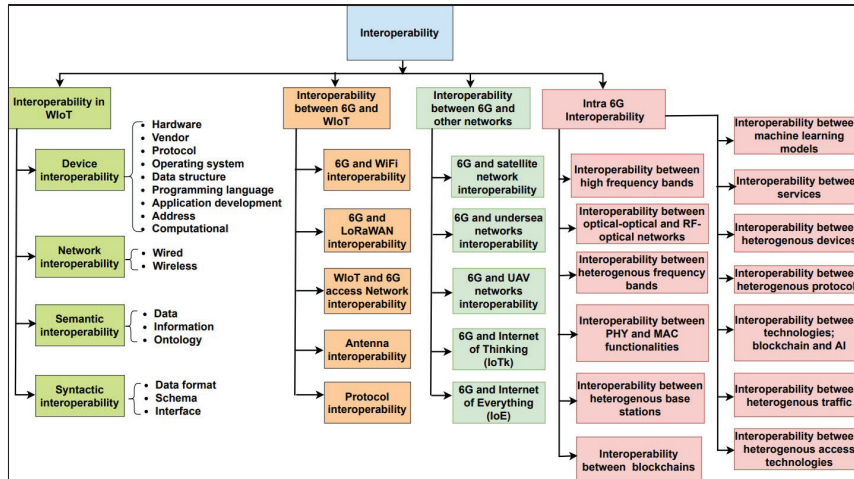 Interoperability
Interoperability in
WIoT
Device
interoperability
• Hardware
• Vendor
• Protocol
• Operating system
• Data structure
• Programming language
• Application development
• Address
• Computational
Network
interoperability
• Wired
• Wireless
Semantic
interoperability
• Data
• Information
• Ontology
Syntactic
interoperability
• Data format
• Schema
• Interface
Interoperability
between 6G and
WIoT
6G and WiFi
interoperability
6G and
LoRaWAN
interoperability
WIoT and 6G
access Network
interoperability
Antenna
interoperability
Protocol
interoperability
Interoperability
between 6G and
other networks
6G and satellite
network
interoperability
6G and undersea
networks
interoperability
6G and UAV
networks
interoperability
6G and Internet
of Thinking
(IoTk)
6G and Internet
of Everything
(IoE)
Intra 6G
Interoperability
Interoperability between
high frequency bands
Interoperability between
optical-optical and RF-
optical networks
Interoperability between
heterogenous frequency
bands
Interoperability between
PHY and MAC
functionalities
Interoperability between
heterogenous base
stations
Interoperability
between blockchains
Interoperability between
machine learning
models
Interoperability between
services
Interoperability between
heterogenous devices
Interoperability between
heterogenous protocol
Interoperability between
technologies;
blockchain and AI
Interoperability between
heterogenous traffic
Interoperability between
heterogenous access
technologies